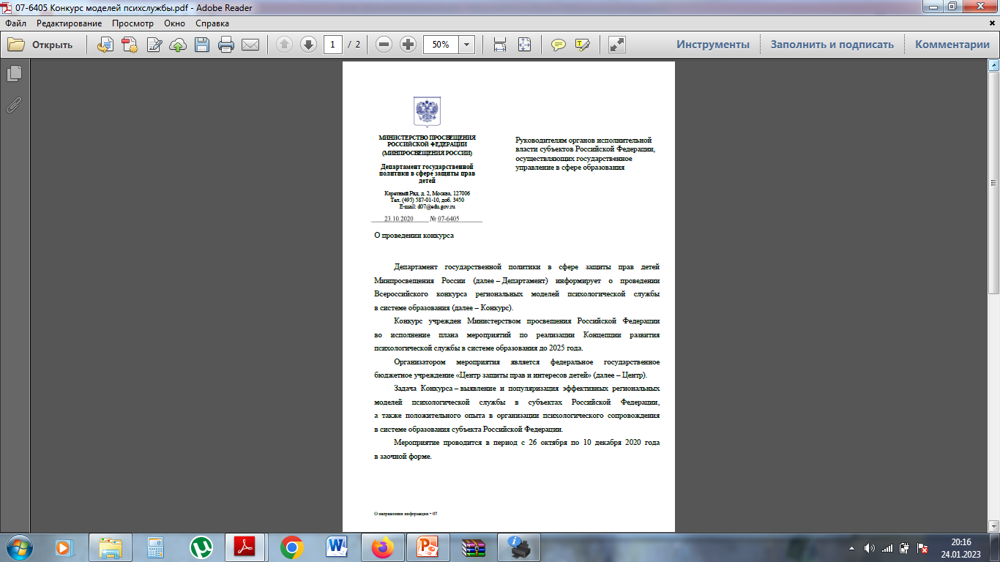 07-6405 Конкурс моделей психслужбы.pdf - Adobe Reader
Файл Редактирование Просмотр Окно Справка
Открыть 1 / 2 50% Инструменты Заполнить и подписать Комментарии
МИНИСТЕРСТВО ПРОСВЕЩЕНИЯ
РОССИЙСКОЙ ФЕДЕРАЦИИ
(МИНПРОСВЕЩЕНИЯ РОССИИ)
Департамент государственной
политики в сфере защиты прав
детей
Каретный Ряд, д. 2, Москва, 127006
Тел. (495) 587-01-10, доб. 3450
E-mail: d07@edu.gov.ru
23.10.2020 № 07-6405
Руководителям органов исполнительной
власти субъектов Российской Федерации,
осуществляющих государственное
управление в сфере образования
О проведении конкурса
Департамент государственной политики в сфере защиты прав детей
Минпросвещения России (далее – Департамент) информирует о проведении
Всероссийского конкурса региональных моделей психологической службы
в системе образования (далее – Конкурс).
Конкурс учрежден Министерством просвещения Российской Федерации
во исполнение плана мероприятий по реализации Концепции развития
психологической службы в системе образования до 2025 года.
Организатором мероприятия является федеральное государственное
бюджетное учреждение «Центр защиты прав и интересов детей» (далее – Центр).
Задача Конкурса – выявление и популяризация эффективных региональных
моделей психологической службы в субъектах Российской Федерации,
а также положительного опыта в организации психологического сопровождения
в системе образования субъекта Российской Федерации.
Мероприятие проводится в период с 26 октября по 10 декабря 2020 года
в заочной форме.
О направлении информации - 07
20:16
24.01.2023